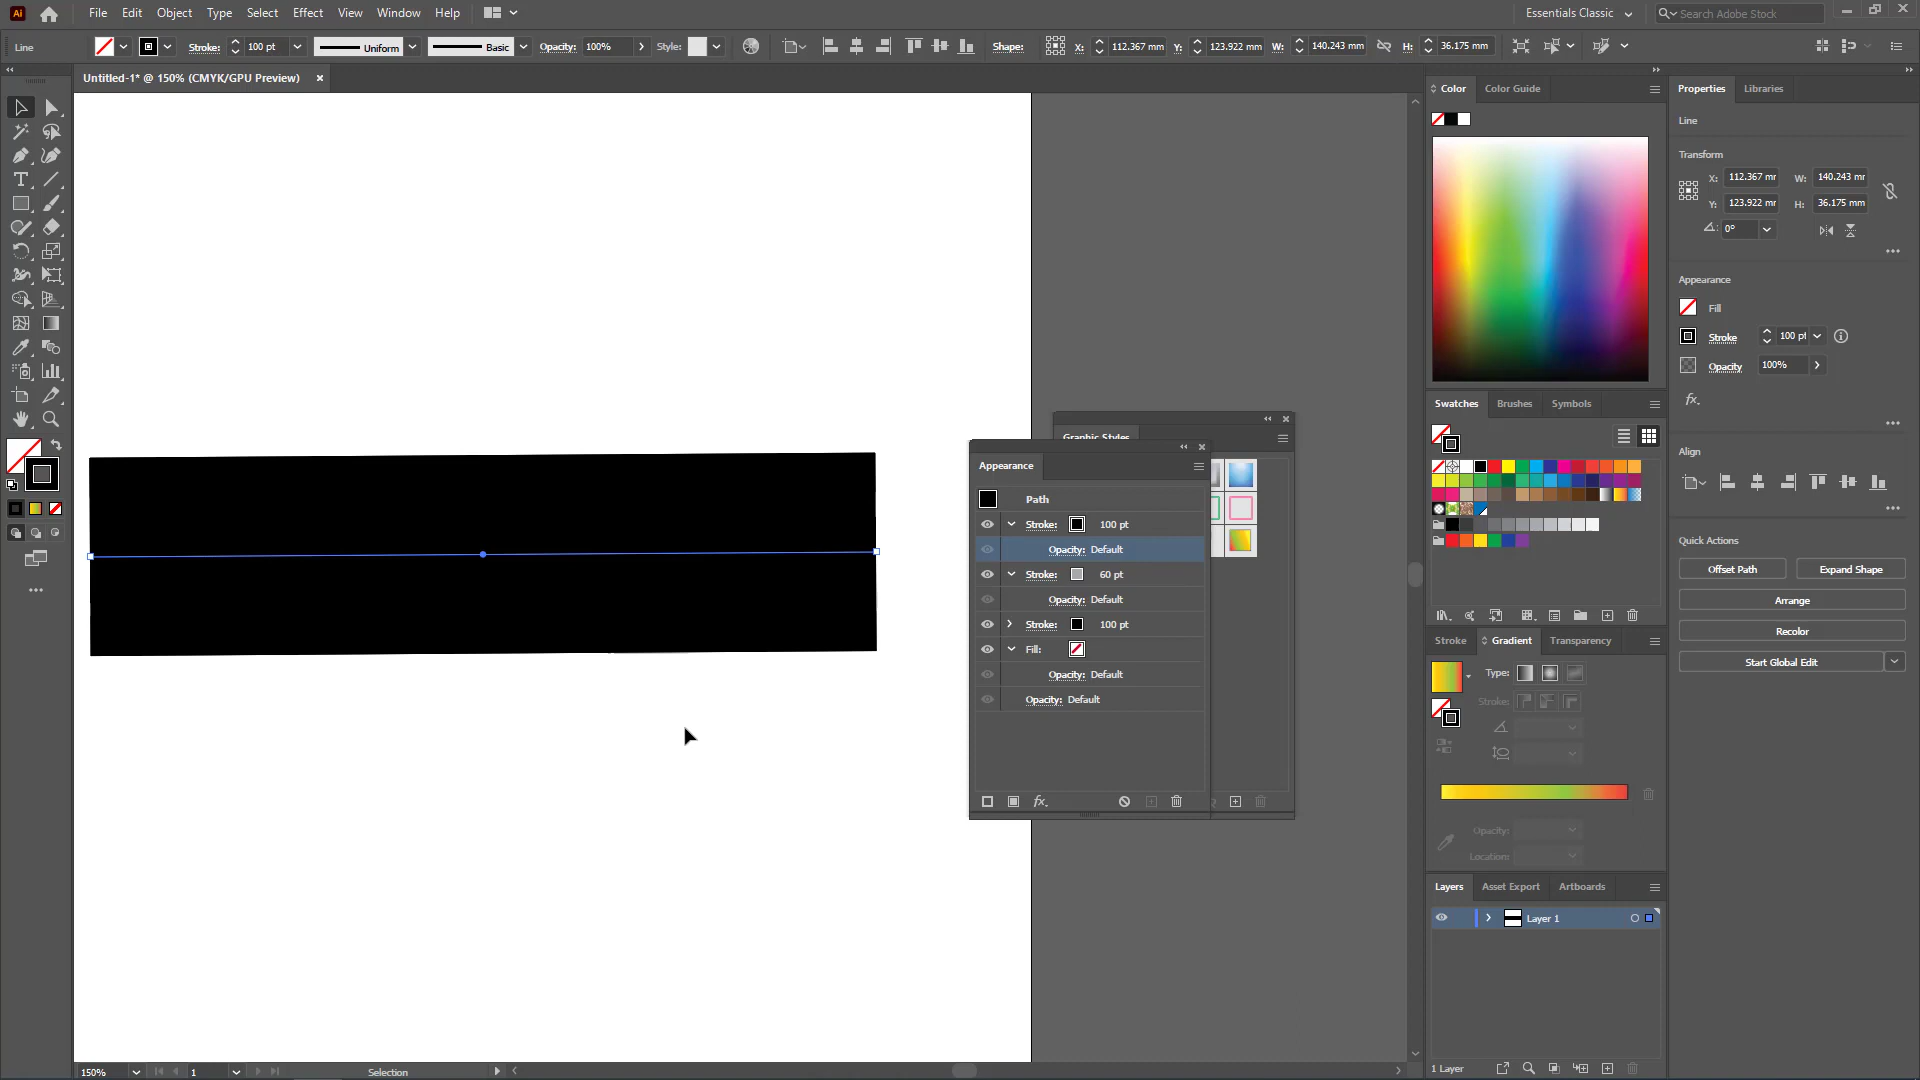 Ai File Edit Object Type Select Effect View Window Help Essentials Classic Search Adobe Stock
Line Stroke: 100 pt Uniform Basic Opacity: 100% Style: Shape: X: 112.367 mm Y: 123.922 mm W: 140.243 mm H: 36.175 mm
Untitled-1* @ 150% (CMYK/GPU Preview)
Color Color Guide
Properties Libraries
Line
Transform
X: 112.367 mr W: 140.243 mr
Y: 123.922 mr H: 36.175 mm
0°
Appearance
Fill
Stroke 100 pt
Opacity 100%
fx.
Align
Quick Actions
Offset Path Expand Shape
Arrange
Recolor
Start Global Edit
Swatches Brushes Symbols
Stroke Gradient Transparency
Type:
Stroke:
Opacity:
Location:
Layers Asset Export Artboards
Layer 1
1 Layer
Graphic Styles
Appearance
Path
Stroke: 100 pt
Opacity: Default
Stroke: 60 pt
Opacity: Default
Stroke: 100 pt
Fill:
Opacity: Default
Opacity: Default
fx.
150% 1 Selection